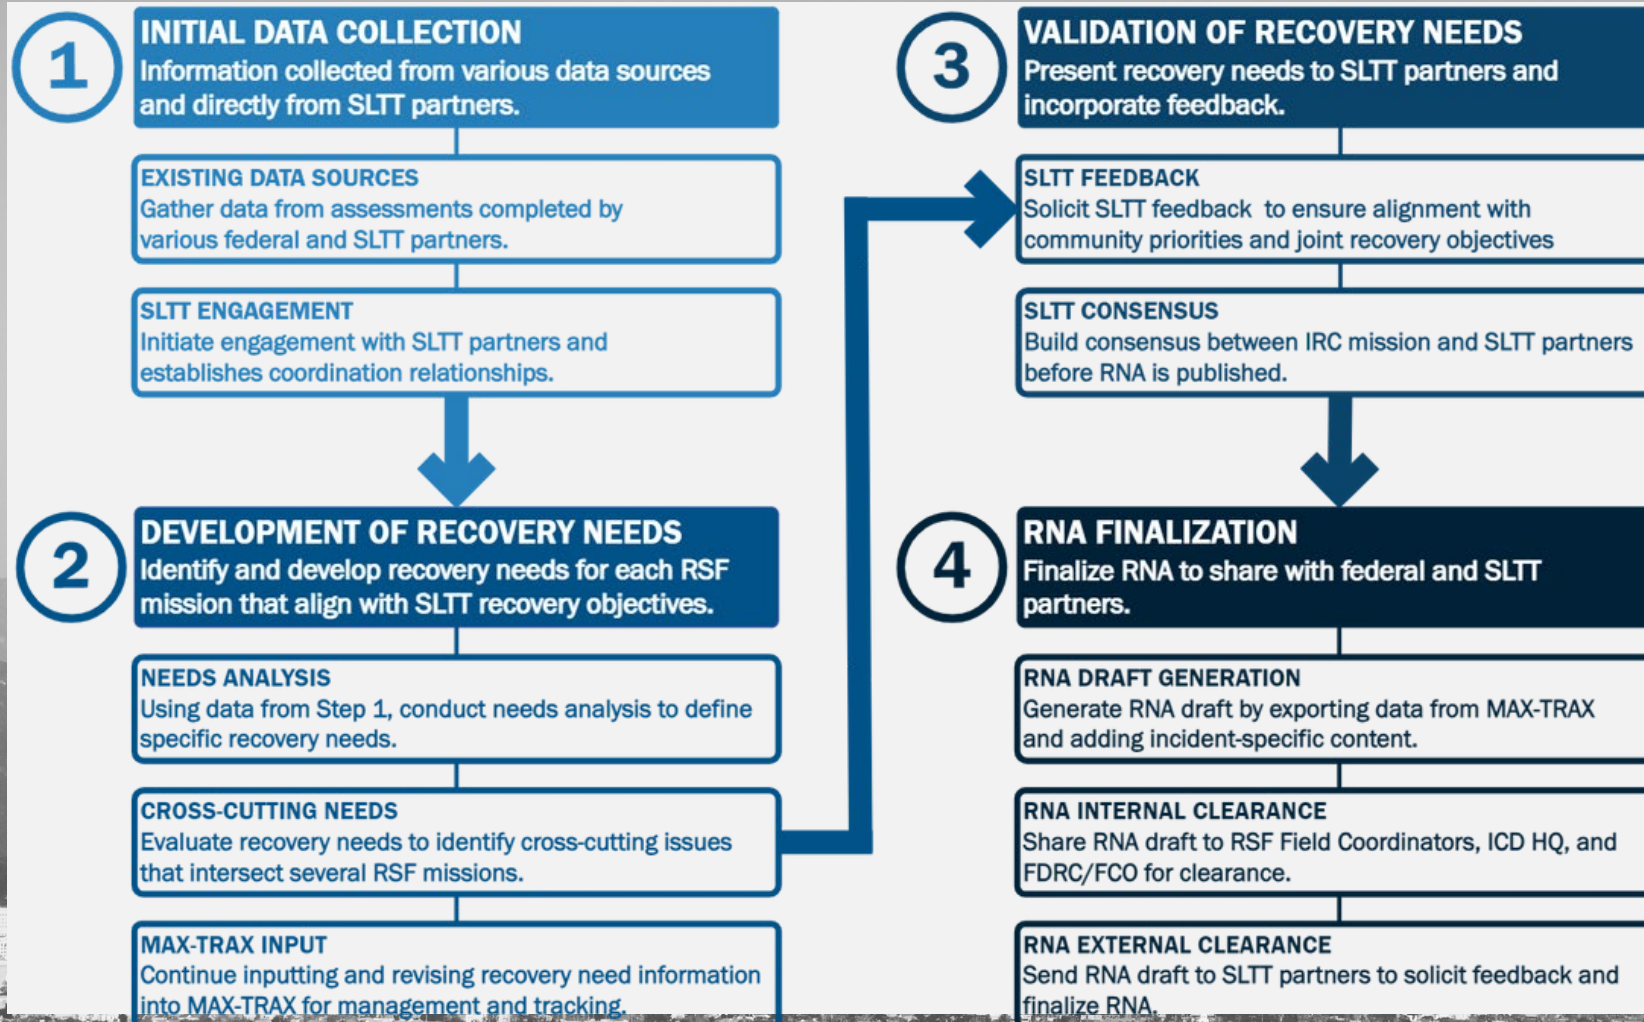 1
INITIAL DATA COLLECTION
Information collected from various data sources
and directly from SLTT partners.
EXISTING DATA SOURCES
Gather data from assessments completed by
various federal and SLTT partners.
SLTT ENGAGEMENT
Initiate engagement with SLTT partners and
establishes coordination relationships.
2
DEVELOPMENT OF RECOVERY NEEDS
Identify and develop recovery needs for each RSF
mission that align with SLTT recovery objectives.
NEEDS ANALYSIS
Using data from Step 1, conduct needs analysis to define
specific recovery needs.
CROSS-CUTTING NEEDS
Evaluate recovery needs to identify cross-cutting issues
that intersect several RSF missions.
MAX-TRAX INPUT
Continue inputting and revising recovery need information
into MAX-TRAX for management and tracking.
3
VALIDATION OF RECOVERY NEEDS
Present recovery needs to SLTT partners and
incorporate feedback.
SLTT FEEDBACK
Solicit SLTT feedback to ensure alignment with
community priorities and joint recovery objectives
SLTT CONSENSUS
Build consensus between IRC mission and SLTT partners
before RNA is published.
4
RNA FINALIZATION
Finalize RNA to share with federal and SLTT
partners.
RNA DRAFT GENERATION
Generate RNA draft by exporting data from MAX-TRAX
and adding incident-specific content.
RNA INTERNAL CLEARANCE
Share RNA draft to RSF Field Coordinators, ICD HQ, and
FDRC/FCO for clearance.
RNA EXTERNAL CLEARANCE
Send RNA draft to SLTT partners to solicit feedback and
finalize RNA.